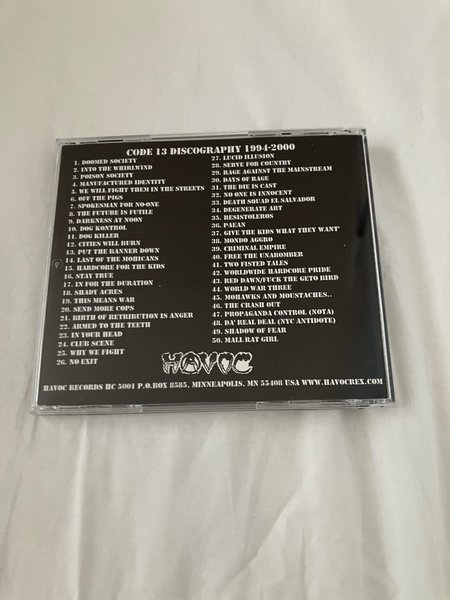 CODE 13 DISCOGRAPHY 1994-2000
1. DOOMED SOCIETY
2. INTO THE WHIRLWIND
3. POISON SOCIETY
4. MANUFACTURED IDENTITY
5. WE WILL FIGHT THEM IN THE STREETS
6. OFF THE PIGS
7. SPOKESMAN FOR NO-ONE
8. THE FUTURE IS FUTILE
9. DARKNESS AT NOON
10. DOG KONTROL
11. DOG KILLER
12. CITIES WILL BURN
13. PUT THE BANNER DOWN
14. LAST OF THE MOHICANS
15. HARDCORE FOR THE KIDS
16. STAY TRUE
17. IN FOR THE DURATION
18. SHADY ACRES
19. THIS MEANS WAR
20. SEND MORE COPS
21. BIRTH OF RETRIBUTION IS ANGER
22. ARMED TO THE TEETH
23. IN YOUR HEAD
24. CLUB SCENE
25. WHY WE FIGHT
26. NO EXIT
27. LUCID ILLUSION
28. SERVE FOR COUNTRY
29. RAGE AGAINST THE MAINSTREAM
30. DAYS OF RAGE
31. THE DIE IS CAST
32. NO ONE IS INNOCENT
33. DEATH SQUAD EL SALVADOR
34. DEGENERATE ART
35. RESISTOLEROS
36. PAEAN
37. GIVE THE KIDS WHAT THEY WANT'
38. MONDO AGGRO
39. CRIMINAL EMPIRE
40. FREE THE UNABOMBER
41. TWO FISTED TALES
42. WORLDWIDE HARDCORE PRIDE
43. RED DAWN/FUCK THE GETO BIRD
44. WORLD WAR THREE
45. MOHAWKS AND MOUSTACHES..
46. THE CRASH OUT
47. PROPAGANDA CONTROL (NOTA)
48. DA' REAL DEAL (NYC ANTIDOTE)
49. SHADOW OF FEAR
50. MALL RAT GIRL
HAVOC
HAVOC RECORDS HC 5001 P.O.BOX 8585, MINNEAPOLIS, MN 55408 USA WWW.HAVOCREX.COM